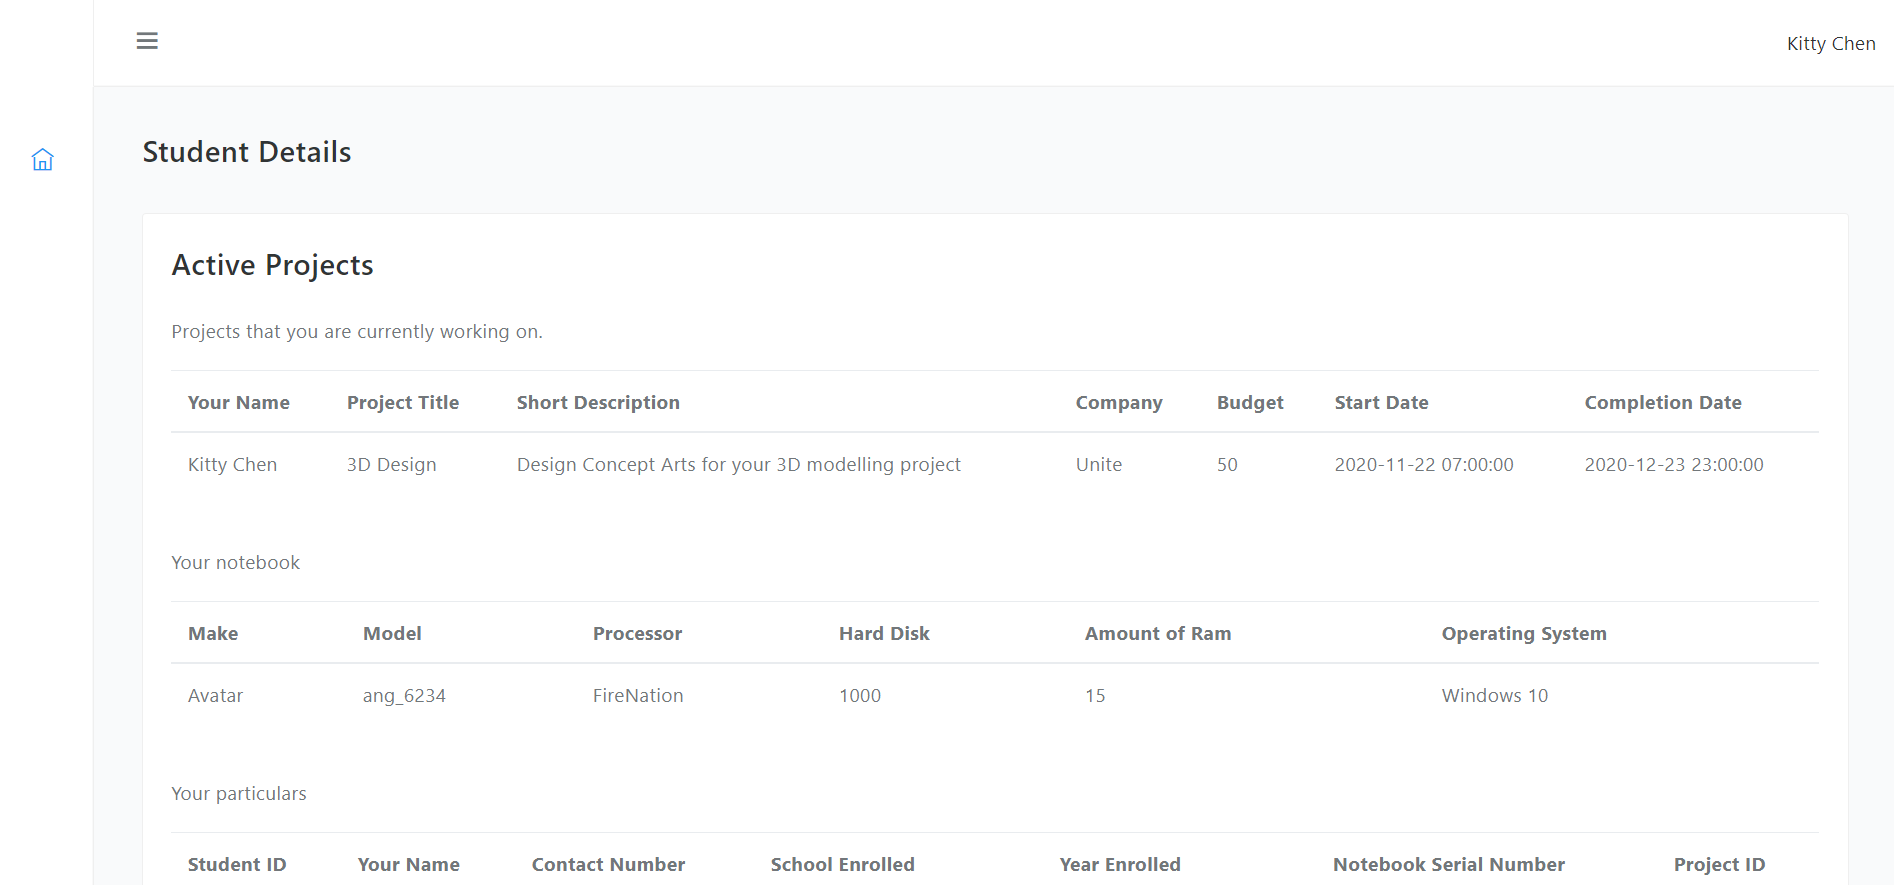 Kitty Chen
Student Details
Active Projects
Projects that you are currently working on.
Your Name Project Title Short Description Company Budget Start Date Completion Date
Kitty Chen 3D Design Design Concept Arts for your 3D modelling project Unite 50 2020-11-22 07:00:00 2020-12-23 23:00:00
Your notebook
Make Model Processor Hard Disk Amount of Ram Operating System
Avatar ang_6234 FireNation 1000 15 Windows 10
Your particulars
Student ID Your Name Contact Number School Enrolled Year Enrolled Notebook Serial Number Project ID